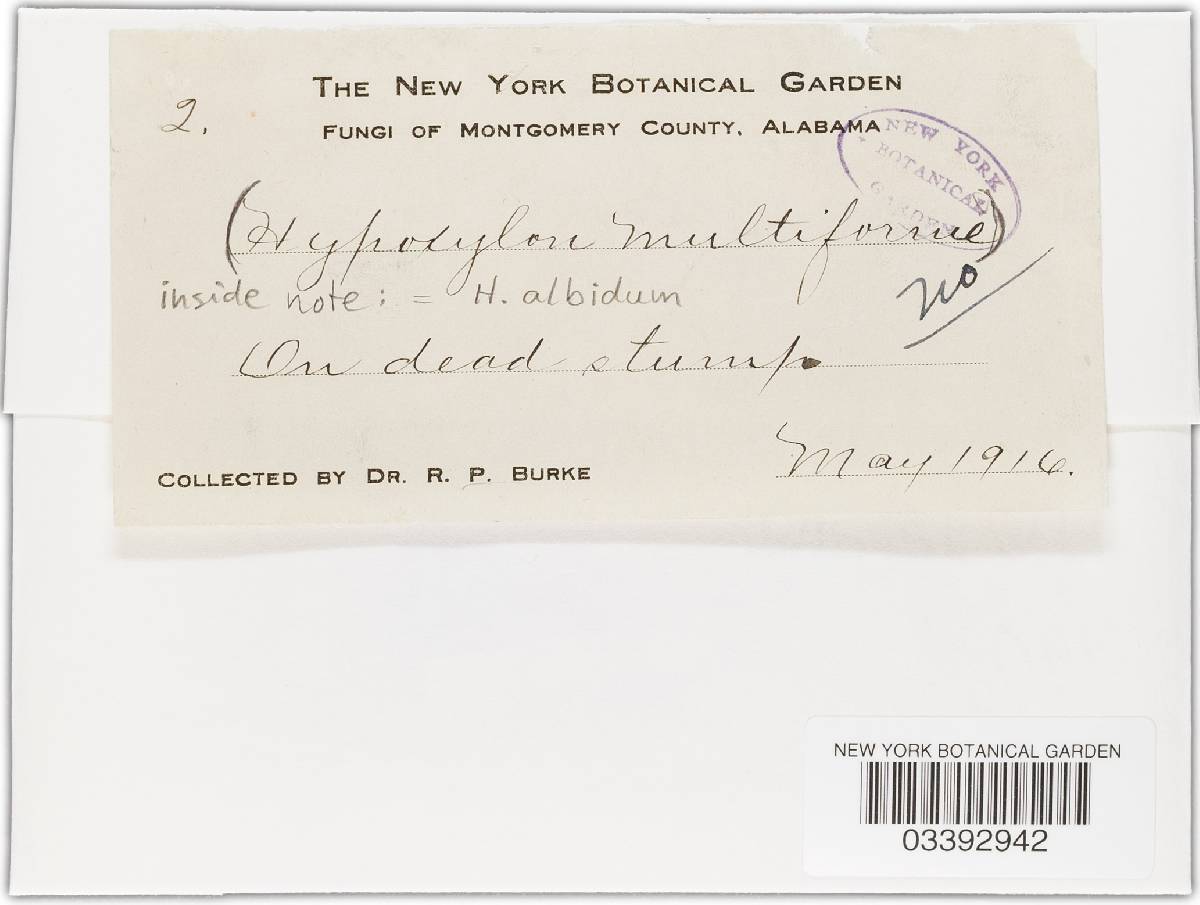 THE NEW YORK BOTANICAL GARDEN
2.
FUNGI OF MONTGOMERY COUNTY, ALABAMA
NEW YORK
BOTANICAL
GARDEN
(Hypoxylon multiforme)
no
inside note: = H. albidum
On dead stump
May 1916.
COLLECTED BY DR. R. P. BURKE
NEW YORK BOTANICAL GARDEN
03392942